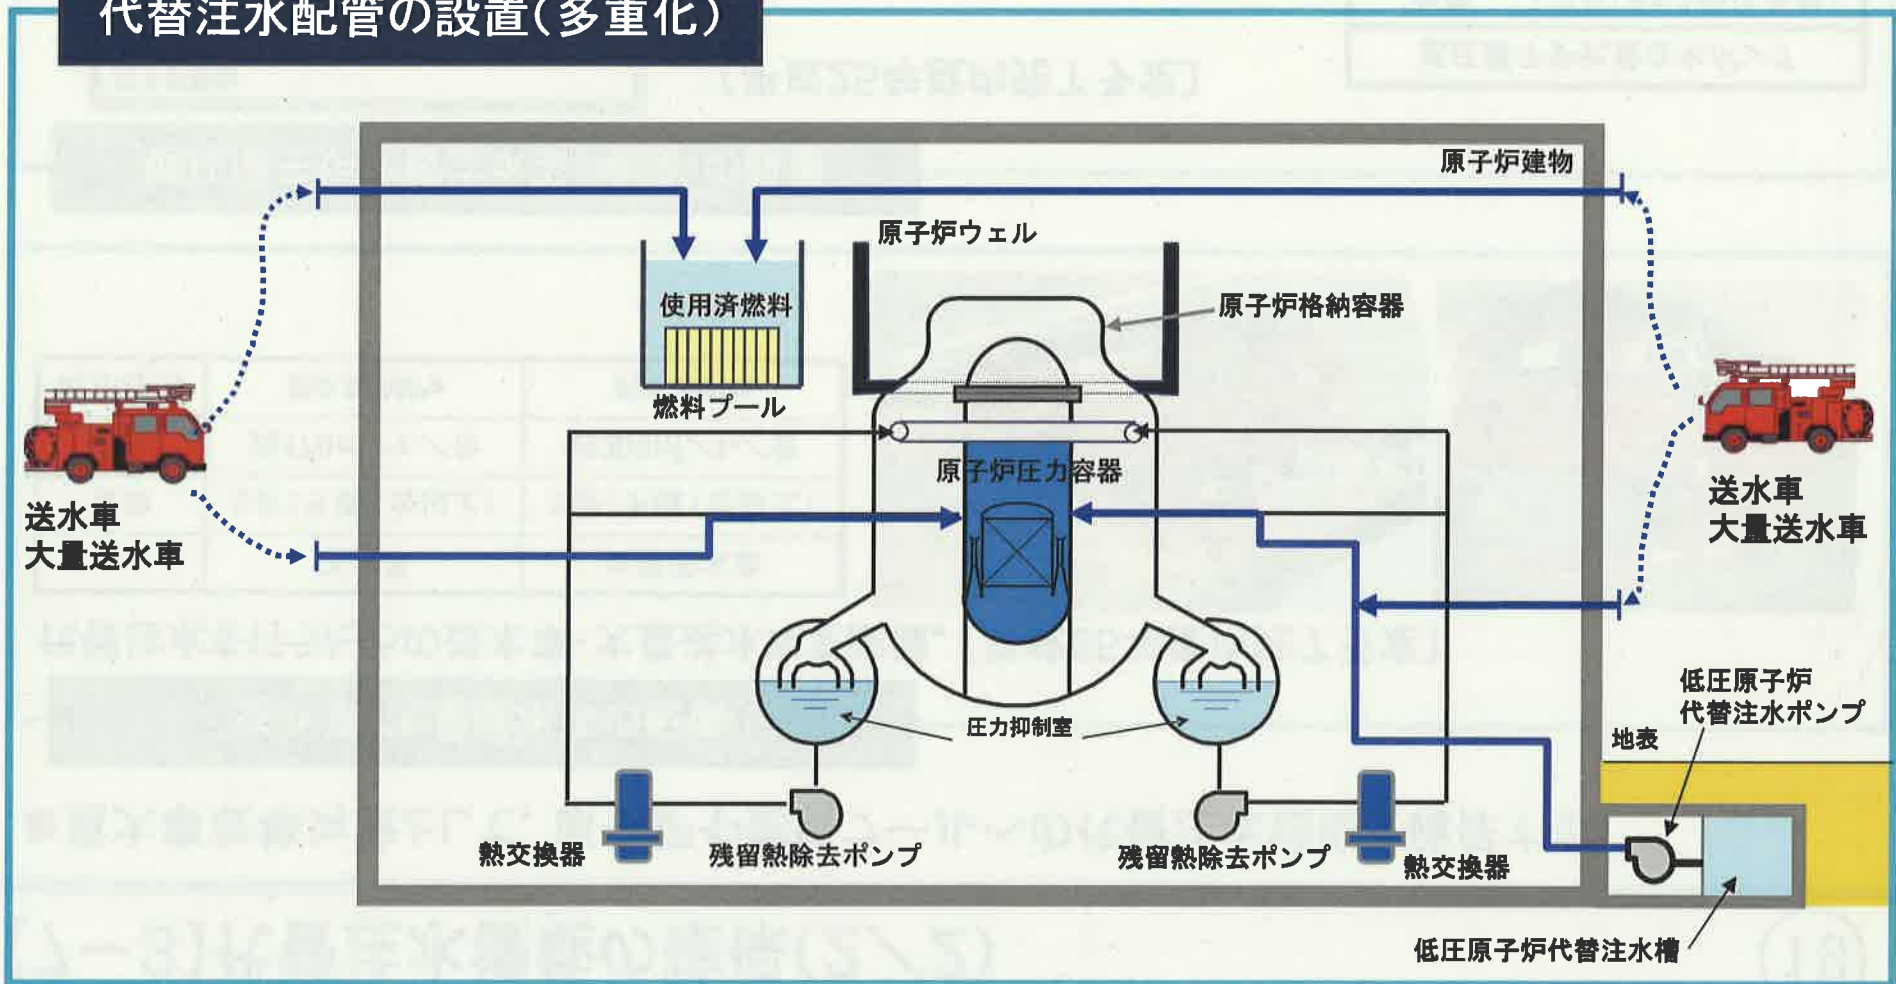 代替注水配管の設置(多重化)
原子炉建物
原子炉ウェル
使用済燃料
原子炉格納容器
燃料プール
原子炉圧力容器
送水車
大量送水車
送水車
大量送水車
圧力抑制室
低圧原子炉
代替注水ポンプ
地表
熱交換器
残留熱除去ポンプ
残留熱除去ポンプ
熱交換器
低圧原子炉代替注水槽